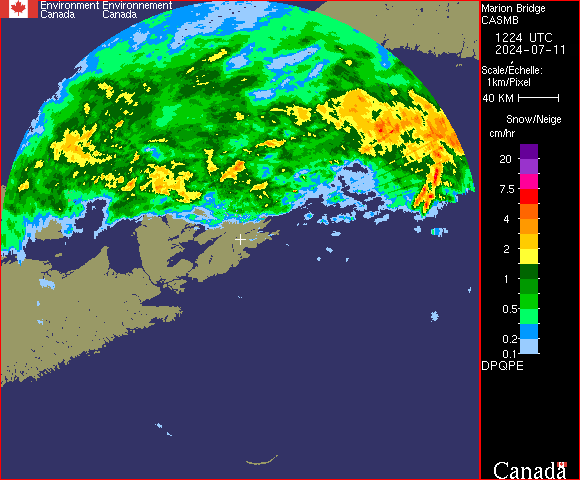 Environment Environnement
Canada Canada
Marion Bridge
CASMB
1224 UTC
2024-07-11
Scale/Échelle:
1km/Pixel
40 KM
Snow/Neige
cm/hr
20
7.5
4
2
1
0.5
0.2
0.1
DPQPE
Canada